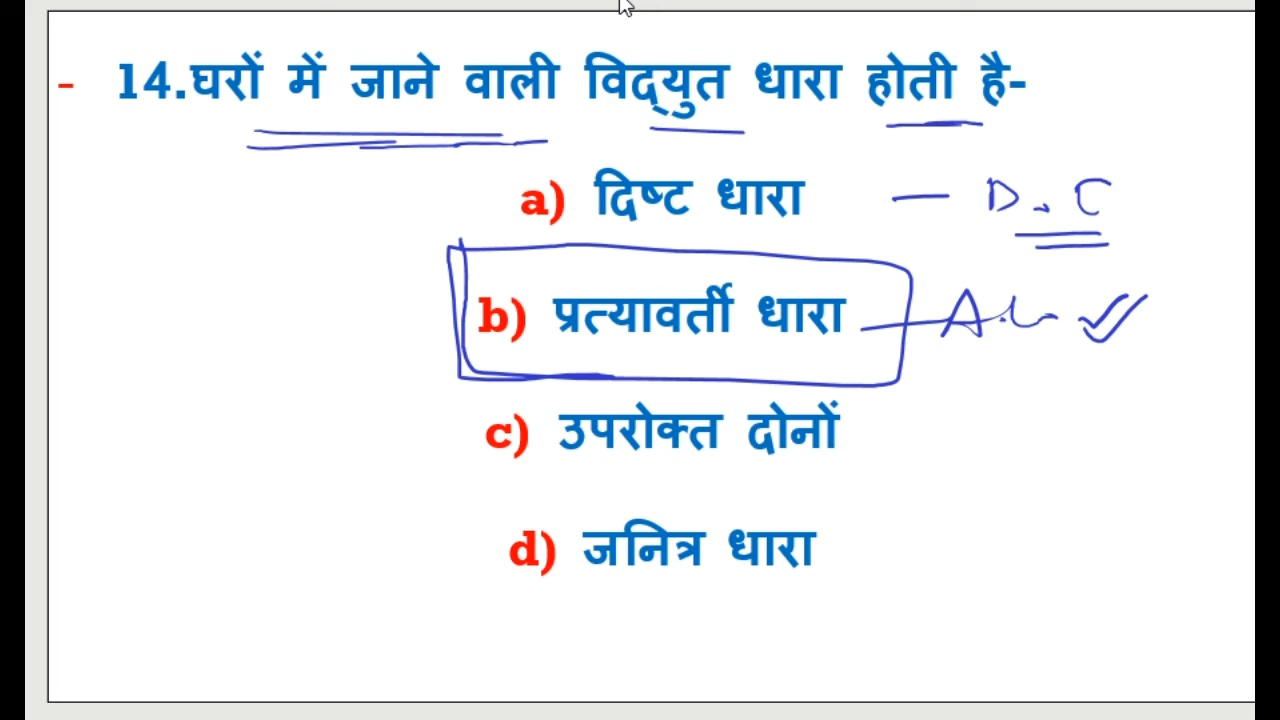 - 14.घरों में जाने वाली विद्युत धारा होती है-
a) दिष्ट धारा — D.C
b) प्रत्यावर्ती धारा — A.C
c) उपरोक्त दोनों
d) जनित्र धारा